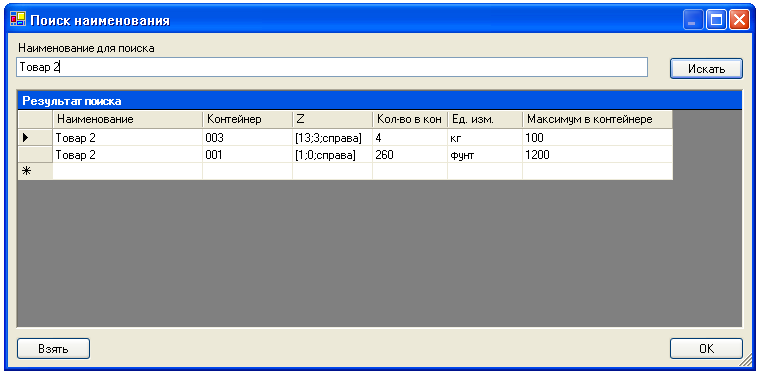 Поиск наименования
Наименование для поиска
Товар 2
Искать
Результат поиска
Наименование Контейнер Z Кол-во в кон Ед. изм. Максимум в контейнере
Товар 2 003 [13;3;справа] 4 кг 100
Товар 2 001 [1;0;справа] 260 фунт 1200
Взять OK